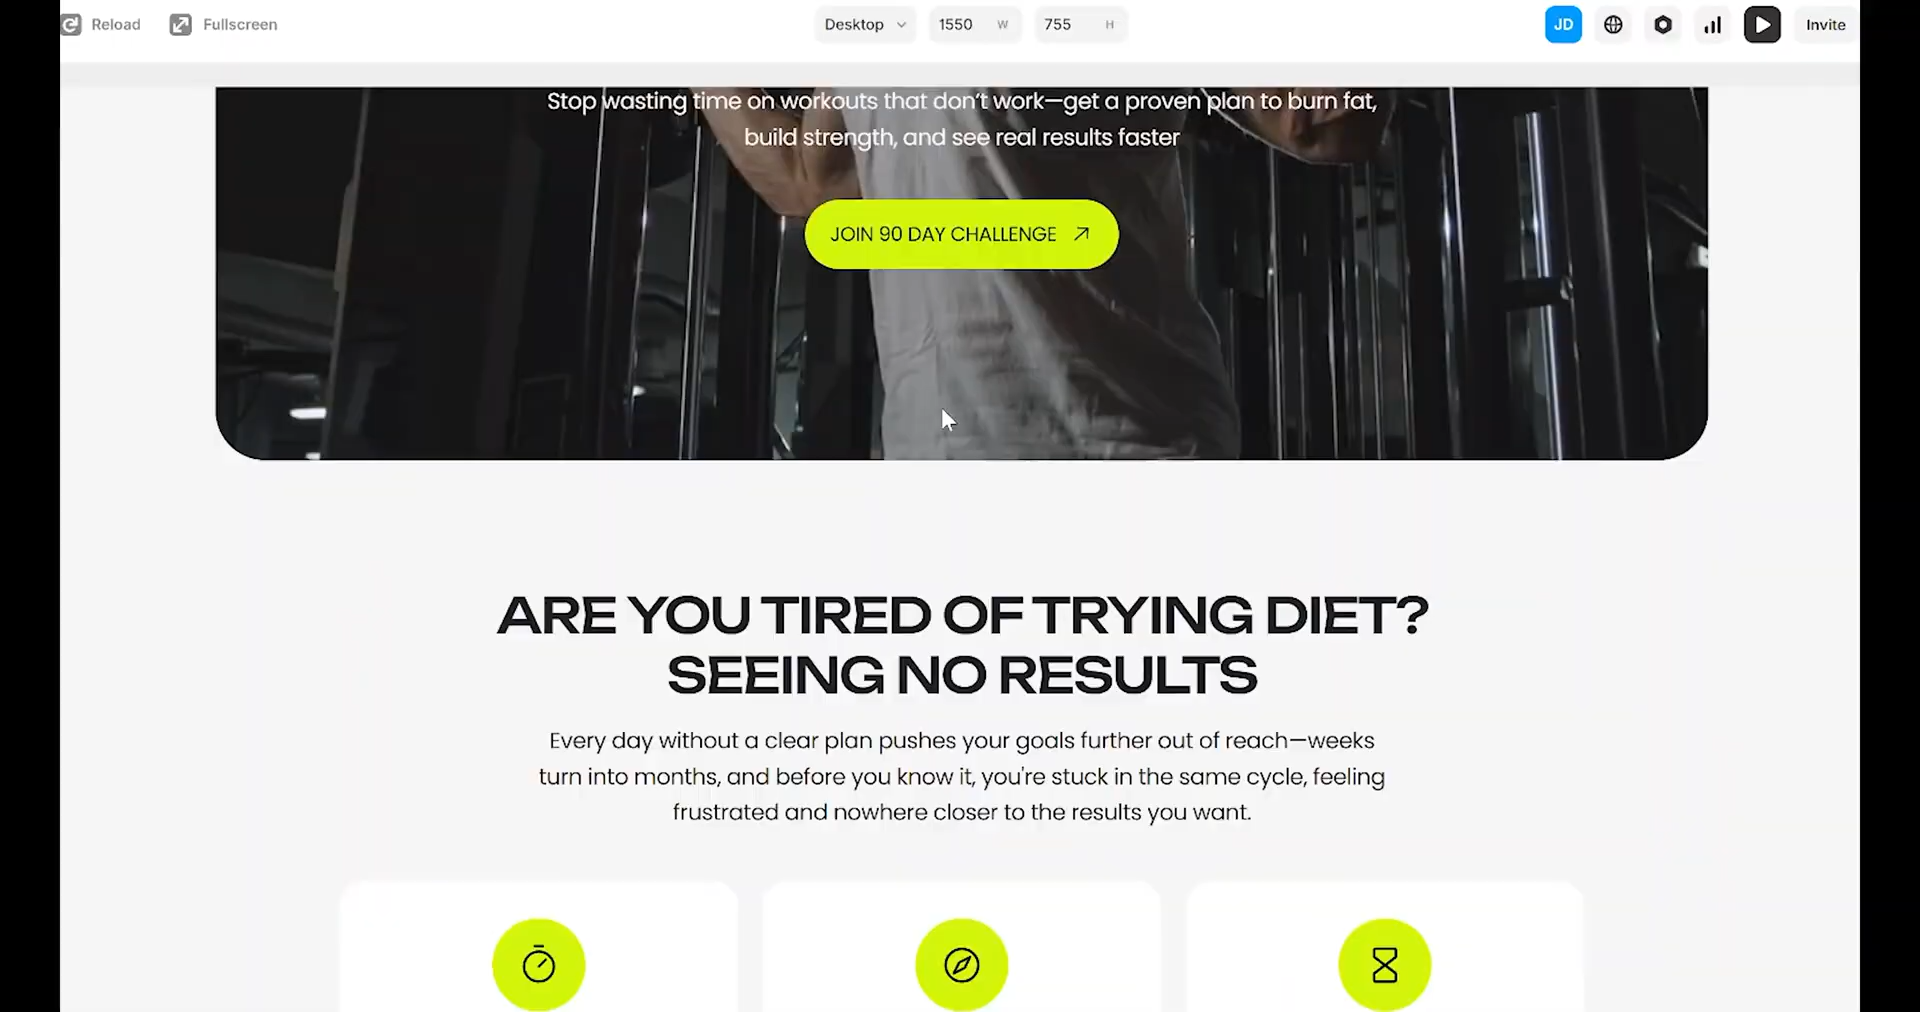 Reload
Fullscreen
Desktop
1550 W
755 H
JD
Invite
Stop wasting time on workouts that don't work—get a proven plan to burn fat,
build strength, and see real results faster
JOIN 90 DAY CHALLENGE
ARE YOU TIRED OF TRYING DIET?
SEEING NO RESULTS
Every day without a clear plan pushes your goals further out of reach—weeks
turn into months, and before you know it, you're stuck in the same cycle, feeling
frustrated and nowhere closer to the results you want.